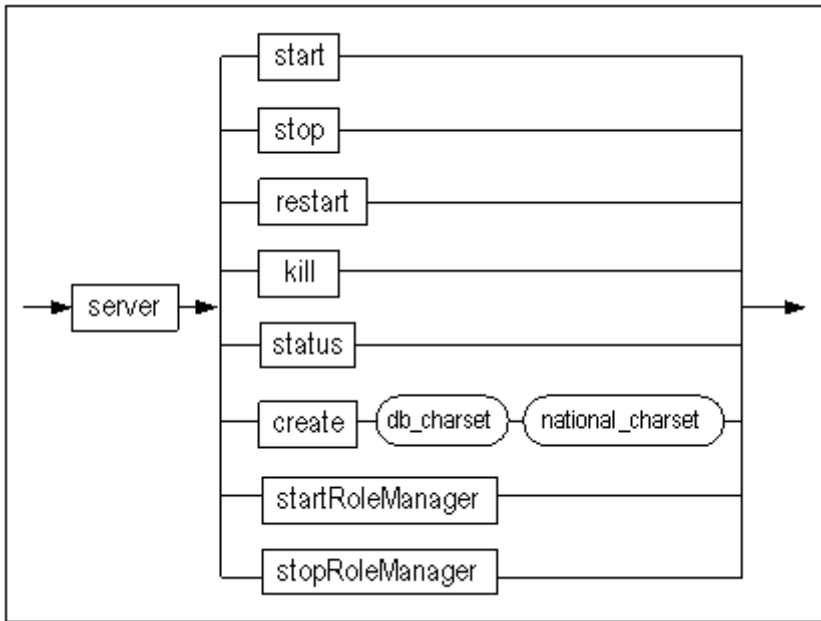 start
stop
restart
kill
server
status
create db_charset national_charset
startRoleManager
stopRoleManager